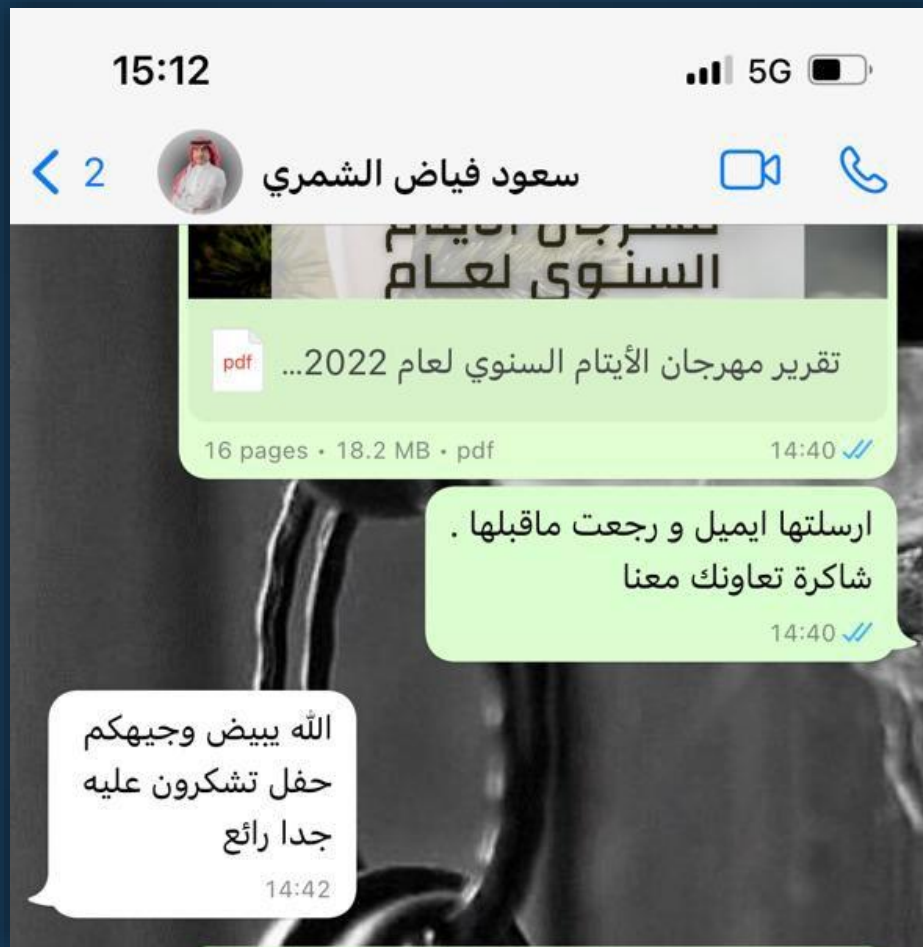 15:12
5G
2
سعود فياض الشمري
السنوي لعام
pdf
تقرير مهرجان الأيتام السنوي لعام 2022...
16 pages • 18.2 MB • pdf
14:40
ارسلتها ايميل و رجعت ماقبلها .
شاكرة تعاونك معنا
14:40
الله يبيض وجيهكم
حفل تشكرون عليه
جدا رائع
14:42